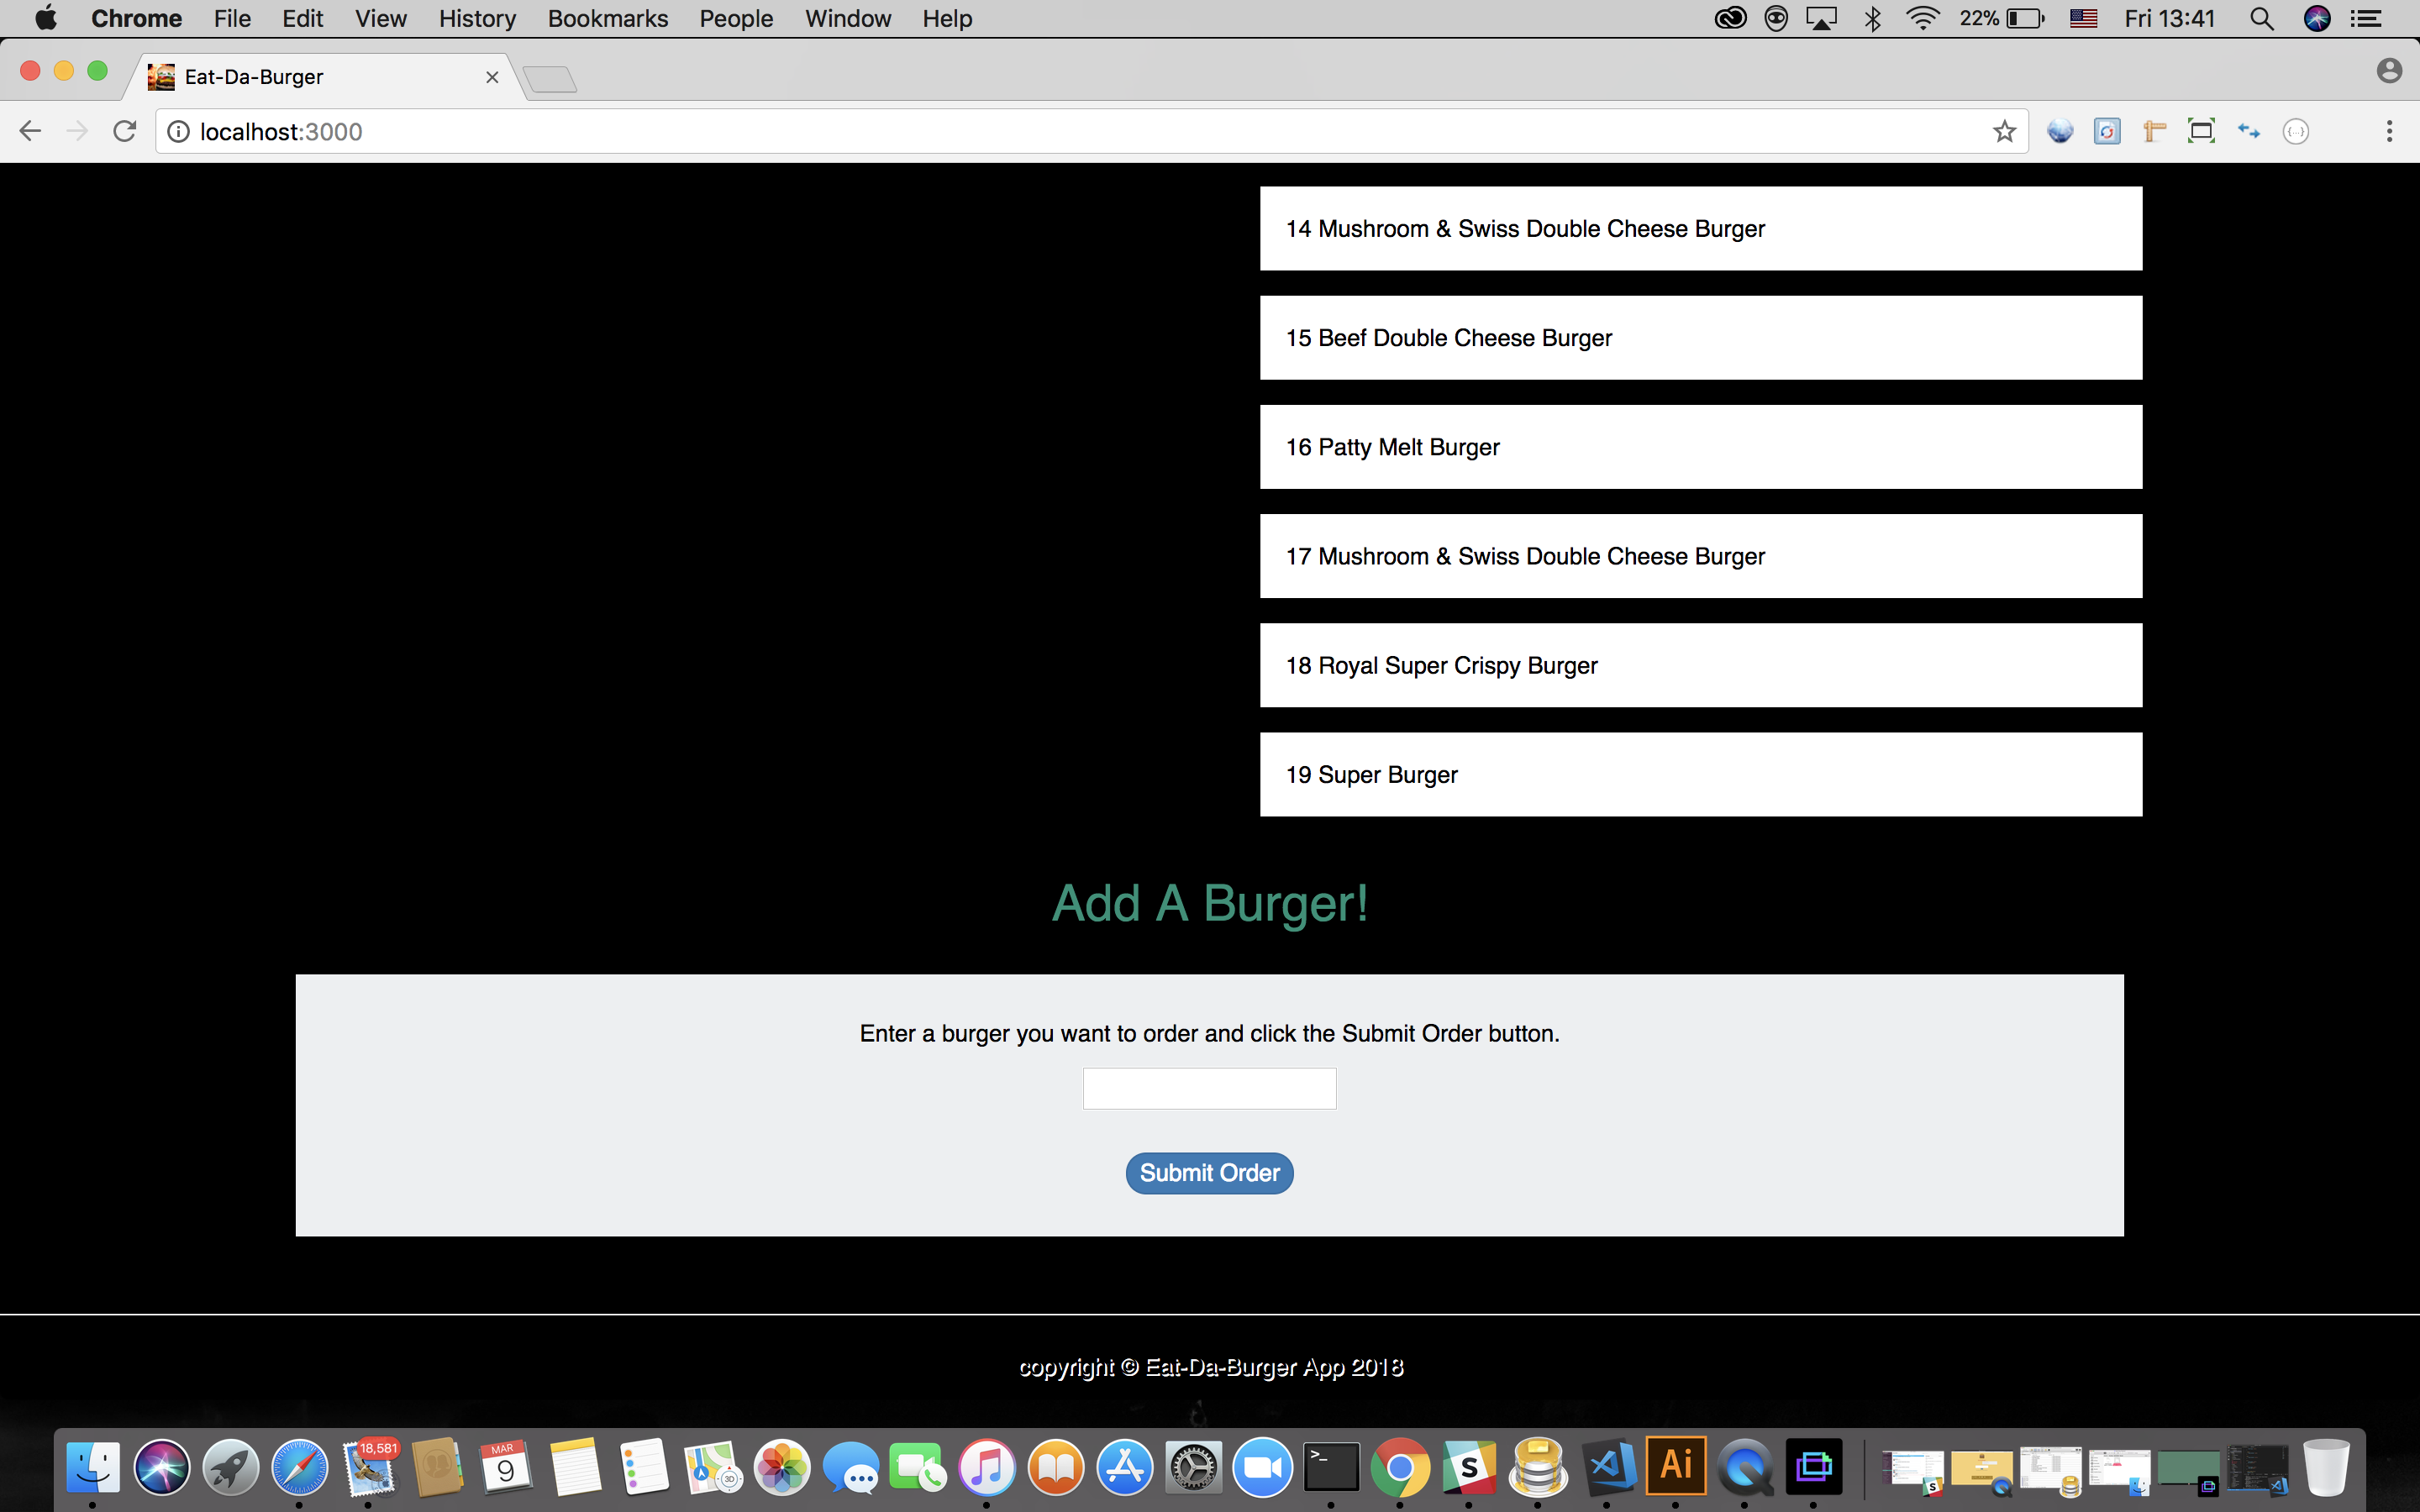 Chrome File Edit View History Bookmarks People Window Help 22% Fri 13:41
Eat-Da-Burger
localhost:3000
14 Mushroom & Swiss Double Cheese Burger
15 Beef Double Cheese Burger
16 Patty Melt Burger
17 Mushroom & Swiss Double Cheese Burger
18 Royal Super Crispy Burger
19 Super Burger
Add A Burger!
Enter a burger you want to order and click the Submit Order button.
Submit Order
copyright © Eat-Da-Burger App 2018
18,581
MAR
9
3D
>_
S
Ai